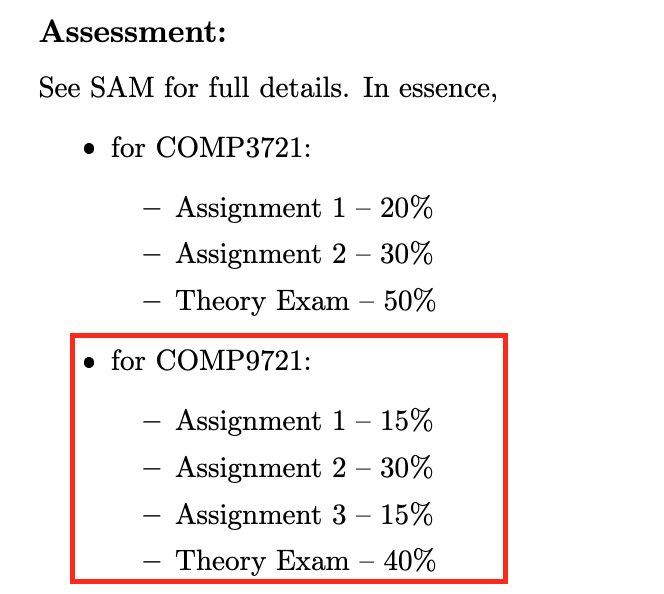 Assessment:
See SAM for full details. In essence,
• for COMP3721:
– Assignment 1 – 20%
– Assignment 2 – 30%
– Theory Exam – 50%
• for COMP9721:
– Assignment 1 – 15%
– Assignment 2 – 30%
– Assignment 3 – 15%
– Theory Exam – 40%